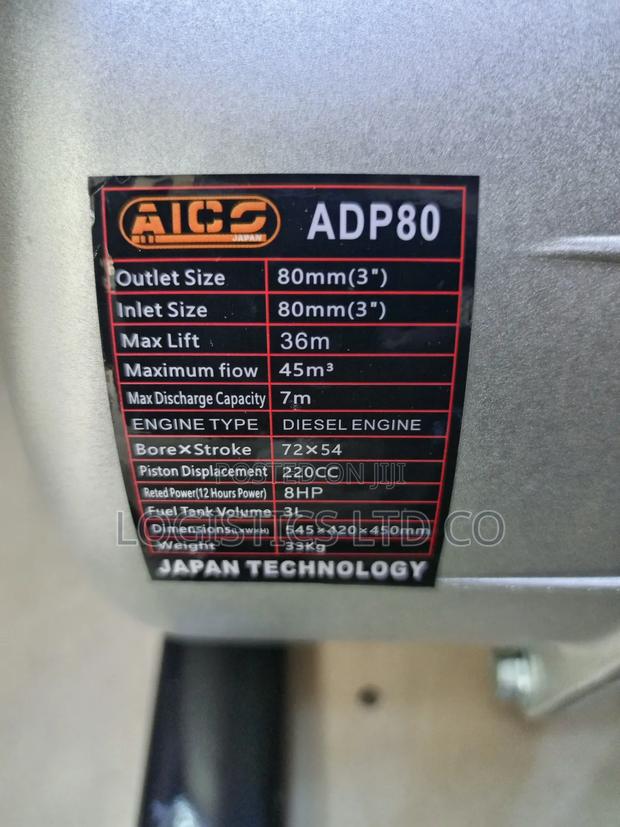 AICO JAPAN ADP80
Outlet Size 80mm(3")
Inlet Size 80mm(3")
Max Lift 36m
Maximum fiow 45m³
Max Discharge Capacity 7m
ENGINE TYPE DIESEL ENGINE
Bore×Stroke 72×54
Piston Displacement 220CC
Reted Power(12 Hours Power) 8HP
Fuel Tank Volume 3L
Dimensions(LxWxH) 545×420×450mm
Weight 33Kg
JAPAN TECHNOLOGY
POSTED ON JIJI
LOGISTICS LTD CO